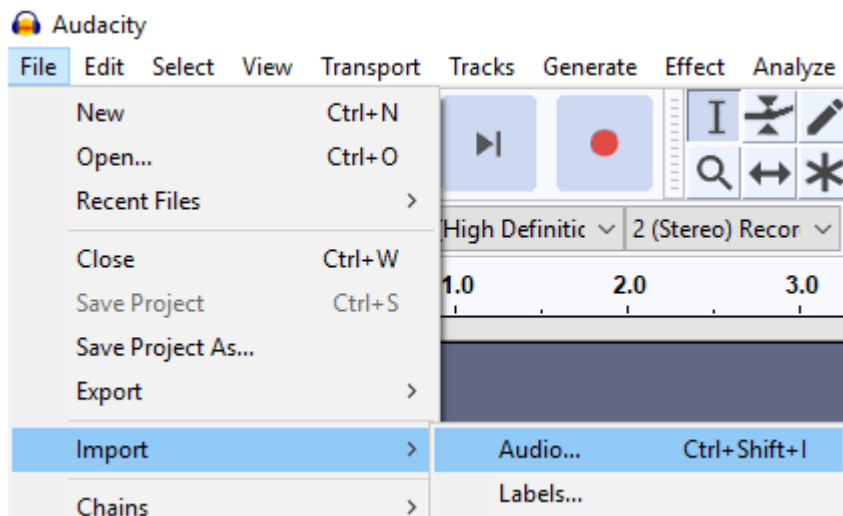 Audacity
File Edit Select View Transport Tracks Generate Effect Analyze
New Ctrl+N
Open... Ctrl+O
Recent Files
(High Definitic 2 (Stereo) Recor
Close Ctrl+W
1.0 2.0 3.0
Save Project Ctrl+S
Save Project As...
Export
Import Audio... Ctrl+Shift+I
Labels...
Chains